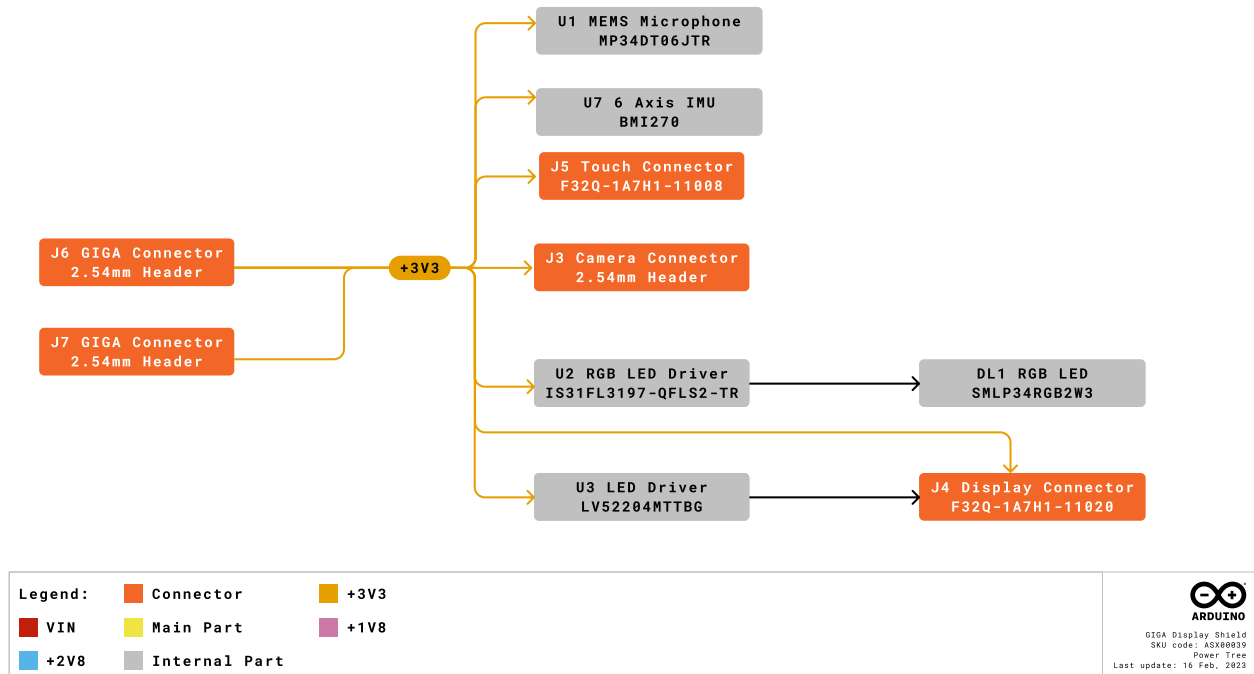 U1 MEMS Microphone
MP34DT06JTR
U7 6 Axis IMU
BMI270
J5 Touch Connector
F32Q-1A7H1-11008
J6 GIGA Connector
2.54mm Header
+3V3
J3 Camera Connector
2.54mm Header
J7 GIGA Connector
2.54mm Header
U2 RGB LED Driver
IS31FL3197-QFLS2-TR
DL1 RGB LED
SMLP34RGB2W3
U3 LED Driver
LV52204MTTBG
J4 Display Connector
F32Q-1A7H1-11020
Legend:
Connector
+3V3
VIN
Main Part
+1V8
+2V8
Internal Part
ARDUINO
GIGA Display Shield
SKU code: ASX00039
Power Tree
Last update: 16 Feb, 2023